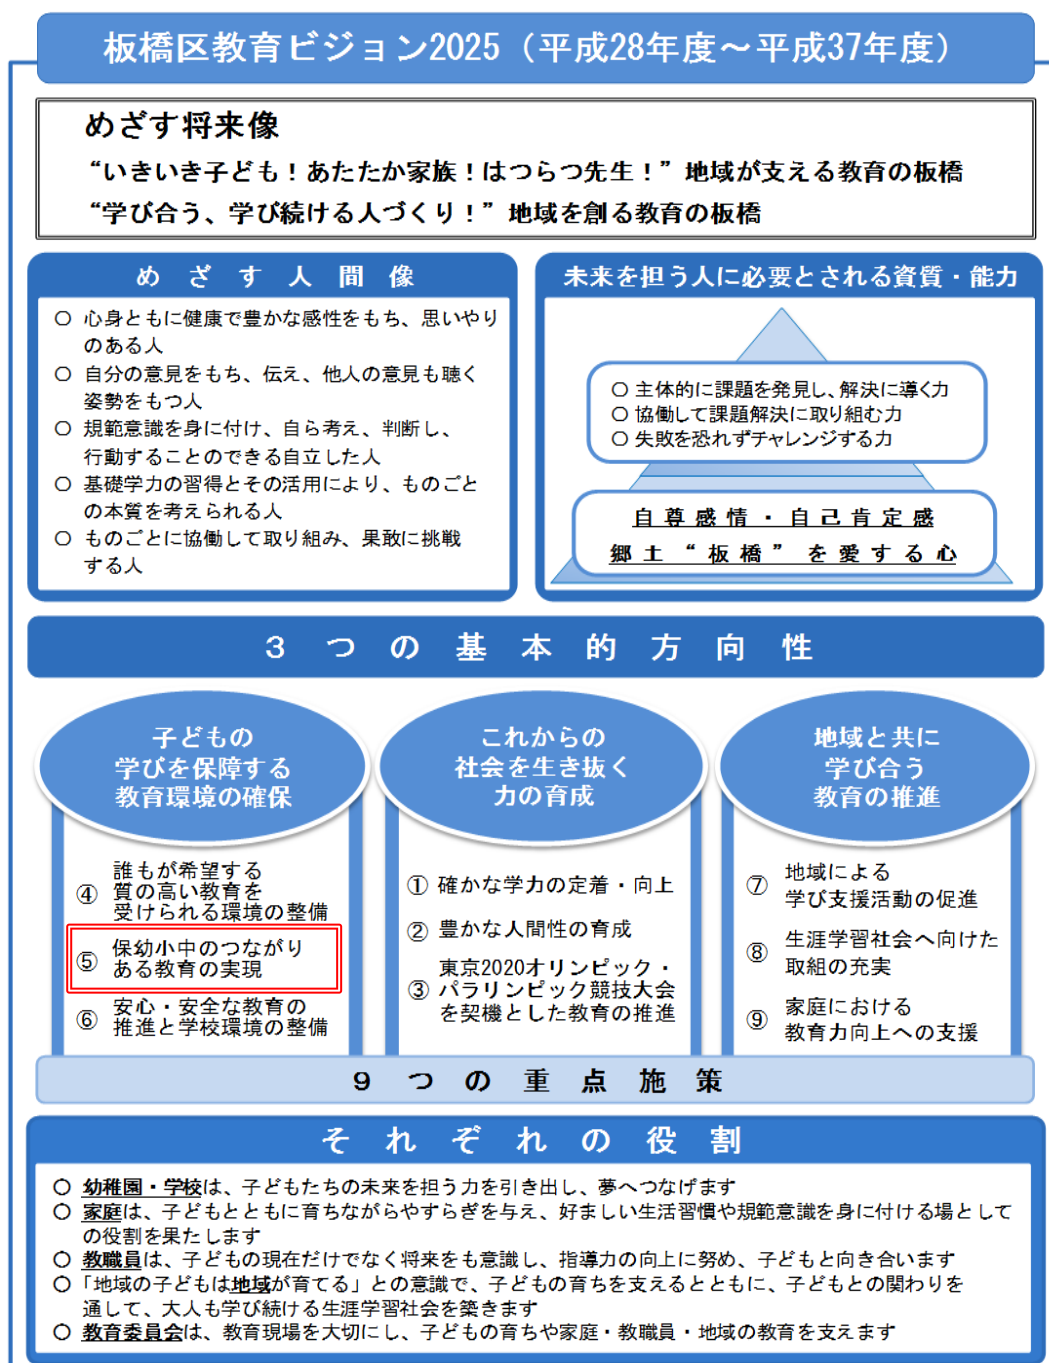 板橋区教育ビジョン2025（平成28年度～平成37年度）
めざす将来像
“いきいき子ども！あたたか家族！はつらつ先生！”地域が支える教育の板橋
“学び合う、学び続ける人づくり！”地域を創る教育の板橋
めざす人間像
○ 心身ともに健康で豊かな感性をもち、思いやり
のある人
○ 自分の意見をもち、伝え、他人の意見も聴く
姿勢をもつ人
○ 規範意識を身に付け、自ら考え、判断し、
行動することのできる自立した人
○ 基礎学力の習得とその活用により、ものごと
の本質を考えられる人
○ ものごとに協働して取り組み、果敢に挑戦
する人
未来を担う人に必要とされる資質・能力
○ 主体的に課題を発見し、解決に導く力
○ 協働して課題解決に取り組む力
○ 失敗を恐れずチャレンジする力
自尊感情・自己肯定感
郷土“板橋”を愛する心
３つの基本的方向性
子どもの
学びを保障する
教育環境の確保
④ 誰もが希望する
質の高い教育を
受けられる環境の整備
⑤ 保幼小中のつながり
ある教育の実現
⑥ 安心・安全な教育の
推進と学校環境の整備
これからの
社会を生き抜く
力の育成
① 確かな学力の定着・向上
② 豊かな人間性の育成
③ 東京2020オリンピック・
パラリンピック競技大会
を契機とした教育の推進
地域と共に
学び合う
教育の推進
⑦ 地域による
学び支援活動の促進
⑧ 生涯学習社会へ向けた
取組の充実
⑨ 家庭における
教育力向上への支援
９つの重点施策
それぞれの役割
○ 幼稚園・学校は、子どもたちの未来を担う力を引き出し、夢へつなげます
○ 家庭は、子どもとともに育ちながらやすらぎを与え、好ましい生活習慣や規範意識を身に付ける場として
の役割を果たします
○ 教職員は、子どもの現在だけでなく将来をも意識し、指導力の向上に努め、子どもと向き合います
○「地域の子どもは地域が育てる」との意識で、子どもの育ちを支えるとともに、子どもとの関わりを
通して、大人も学び続ける生涯学習社会を築きます
○ 教育委員会は、教育現場を大切にし、子どもの育ちや家庭・教職員・地域の教育を支えます